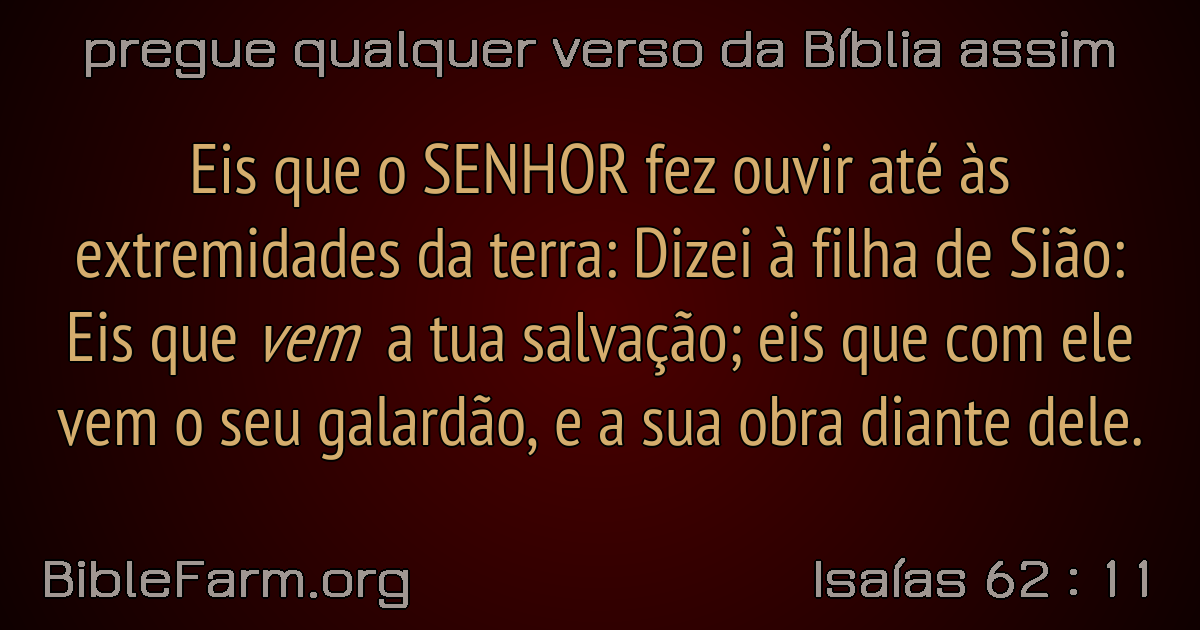 pregue qualquer verso da Bíblia assim
Eis que o SENHOR fez ouvir até às
extremidades da terra: Dizei à filha de Sião:
Eis que vem a tua salvação; eis que com ele
vem o seu galardão, e a sua obra diante dele.
BibleFarm.org
Isaías 62 : 11